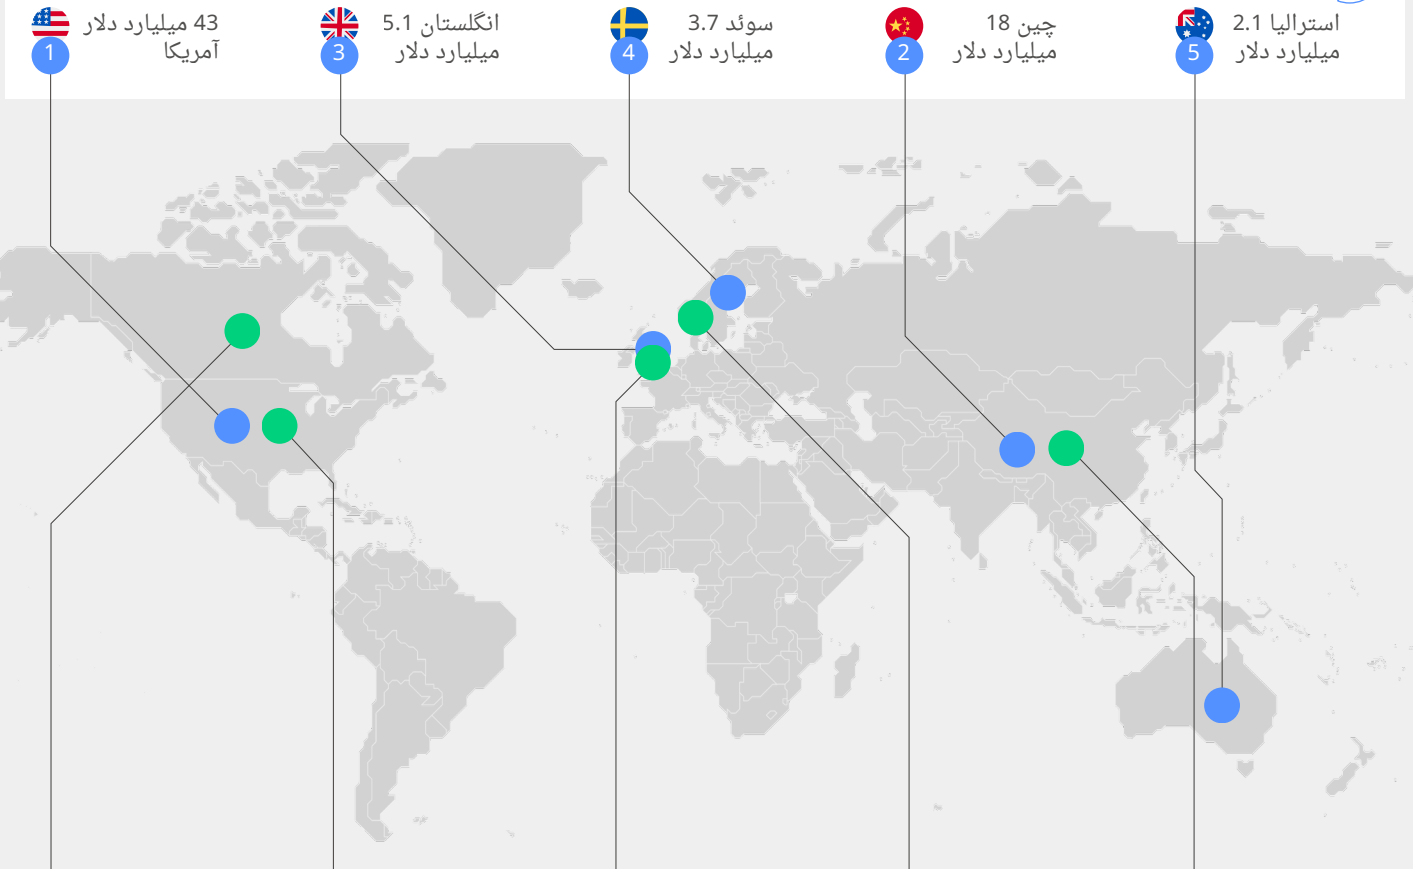 استرالیا 2.1
میلیارد دلار
5
چین 18
میلیارد دلار
2
سوئد 3.7
میلیارد دلار
4
انگلستان 5.1
میلیارد دلار
3
43 میلیارد دلار
آمریکا
1